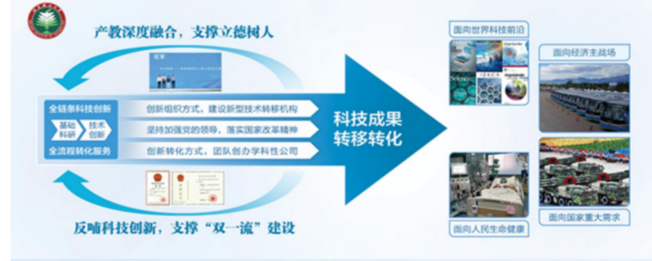 产教深度融合，支撑立德树人
全链条科技创新
基础
科研
技术
创新
全流程转化服务
创新组织方式，建设新型技术转移机构
坚持加强党的领导，落实国家改革精神
创新转化方式，团队创办学科性公司
科技成果
转移转化
反哺科技创新，支撑“双一流”建设
面向世界科技前沿
面向经济主战场
面向人民生命健康
面向国家重大需求